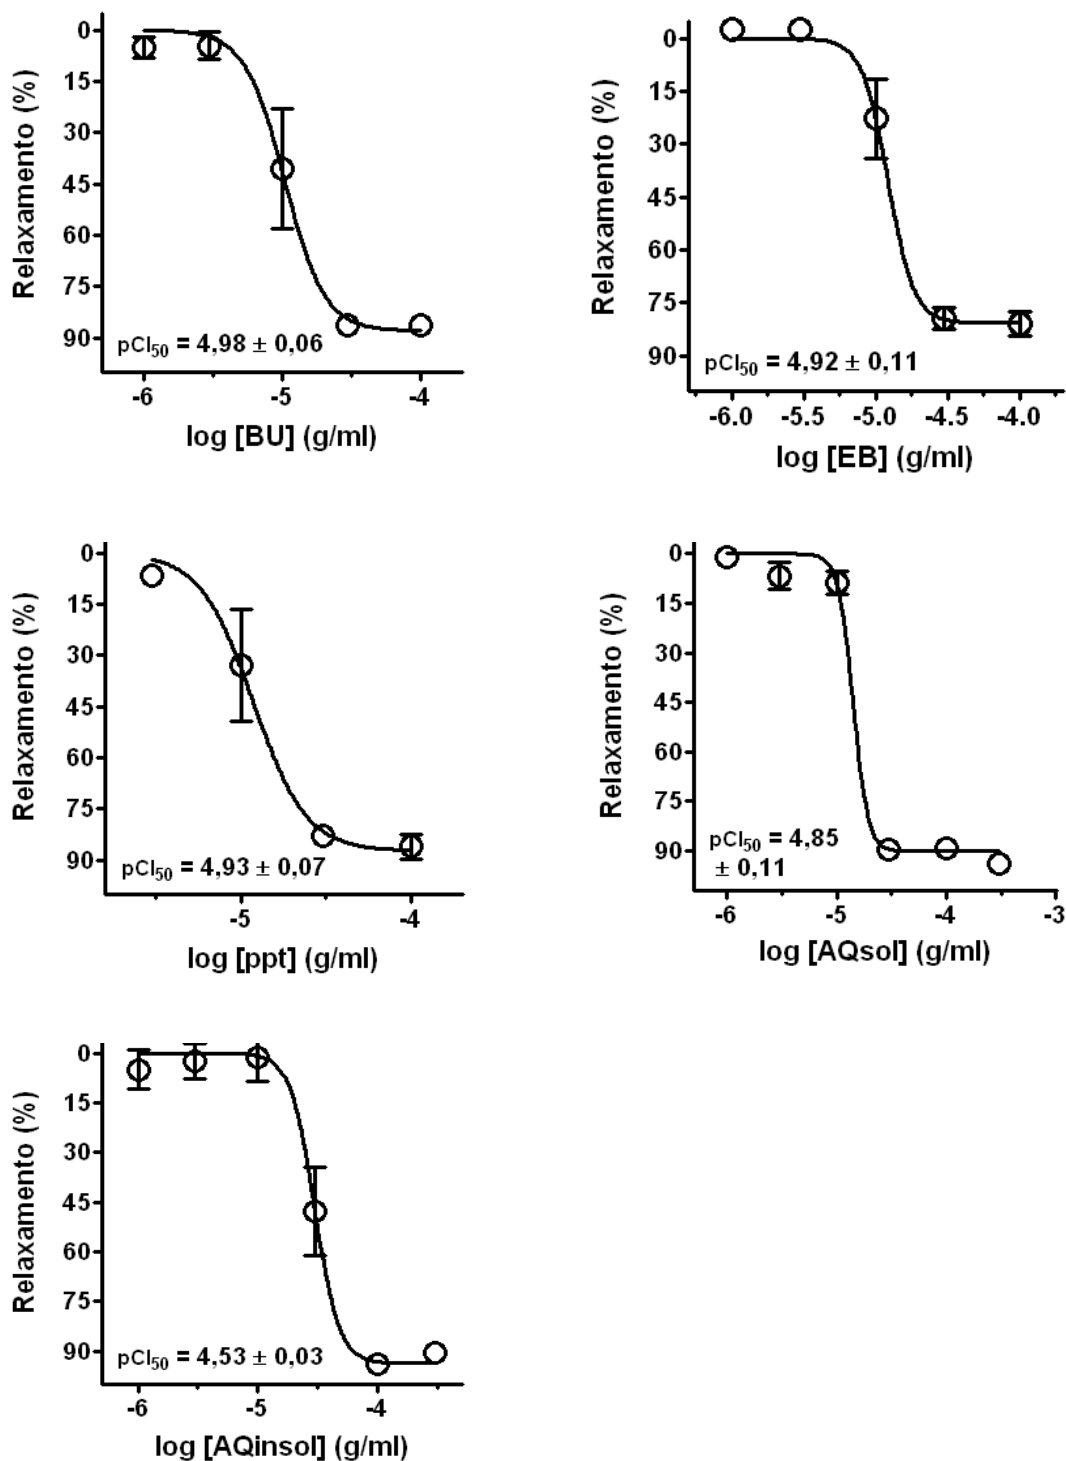 Relaxamento (%)
0
15
30
45
60
75
90
pCI₅₀ = 4,98 ± 0,06
-6 -5 -4
log [BU] (g/ml)
Relaxamento (%)
0
15
30
45
60
75
90
pCI₅₀ = 4,92 ± 0,11
-6.0 -5.5 -5.0 -4.5 -4.0
log [EB] (g/ml)
Relaxamento (%)
0
15
30
45
60
75
90
pCI₅₀ = 4,93 ± 0,07
-5 -4
log [ppt] (g/ml)
Relaxamento (%)
0
15
30
45
60
75
90
pCI₅₀ = 4,85
± 0,11
-6 -5 -4 -3
log [AQsol] (g/ml)
Relaxamento (%)
0
15
30
45
60
75
90
pCI₅₀ = 4,53 ± 0,03
-6 -5 -4
log [AQinsol] (g/ml)